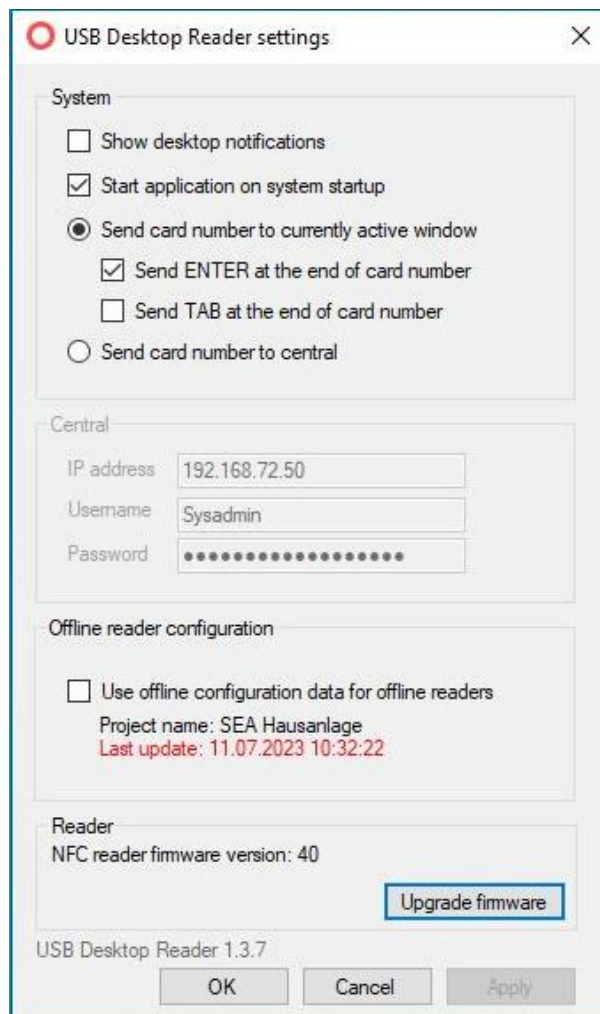 USB Desktop Reader settings
System
Show desktop notifications
Start application on system startup
Send card number to currently active window
Send ENTER at the end of card number
Send TAB at the end of card number
Send card number to central
Central
IP address 192.168.72.50
Username Sysadmin
Password ●●●●●●●●●●●●●●●●●●
Offline reader configuration
Use offline configuration data for offline readers
Project name: SEA Hausanlage
Last update: 11.07.2023 10:32:22
Reader
NFC reader firmware version: 40
Upgrade firmware
USB Desktop Reader 1.3.7
OK Cancel Apply